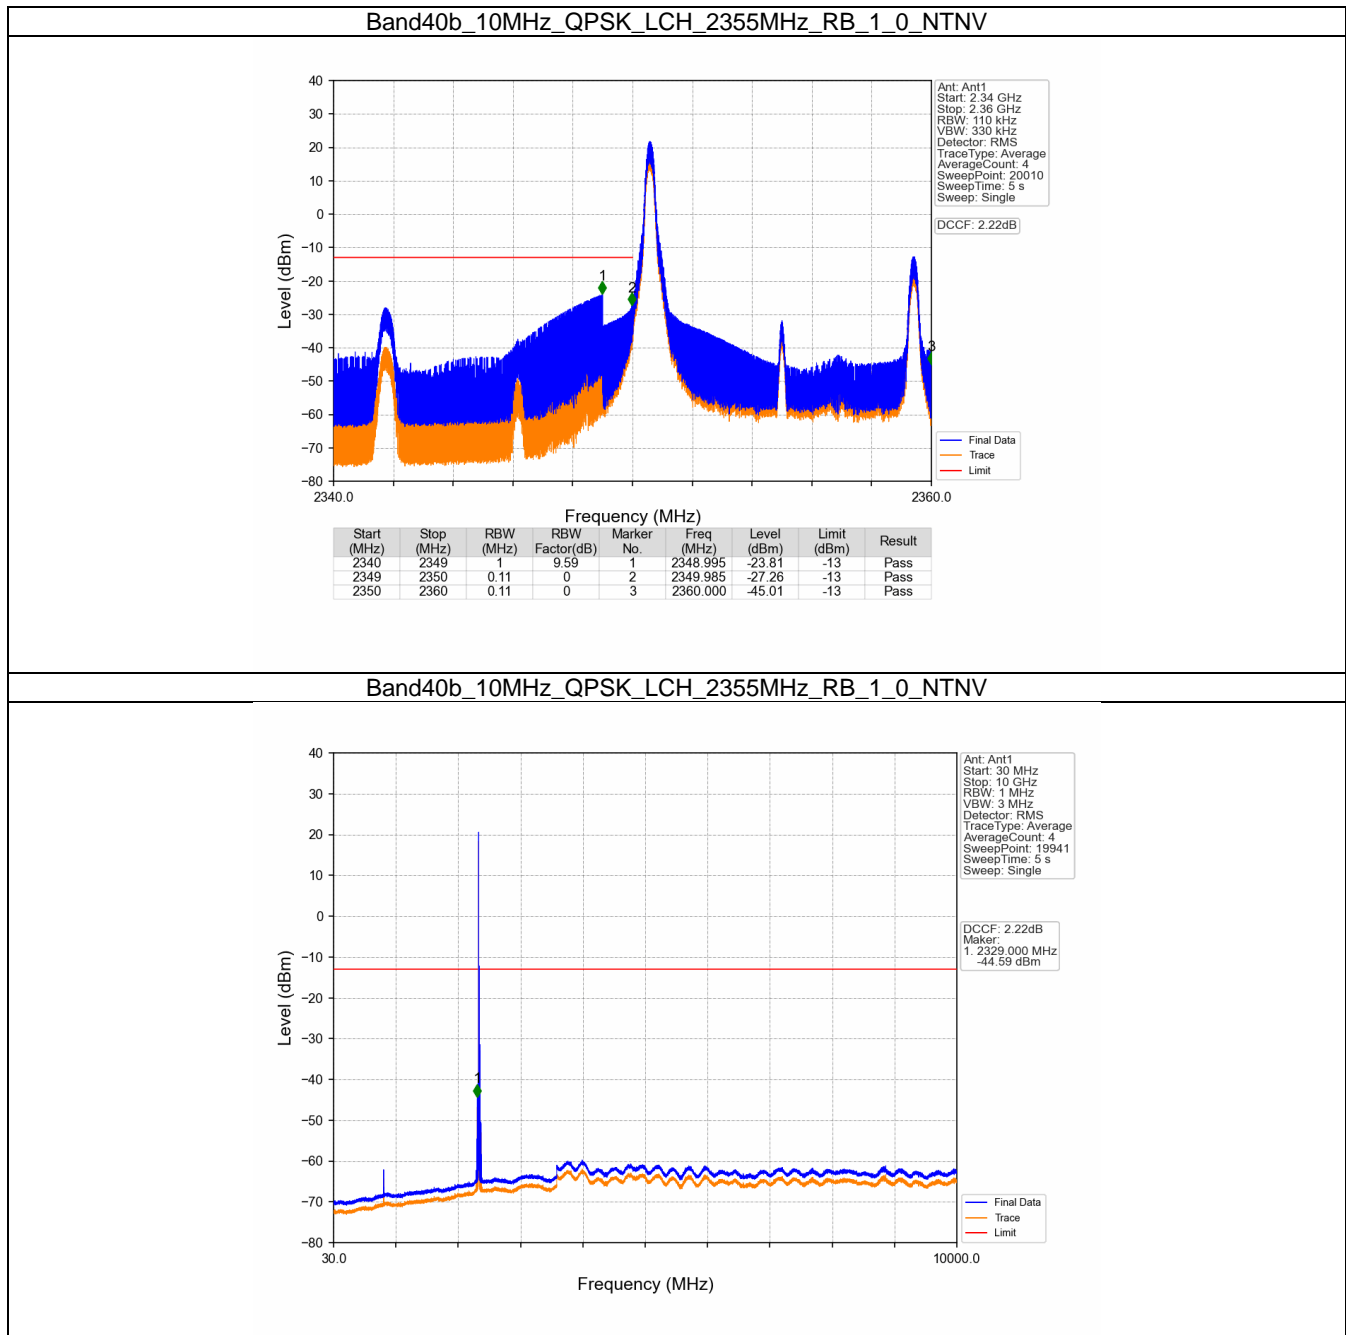 Band40b_10MHz_QPSK_LCH_2355MHz_RB_1_0_NTNV
40
30
20
10
0
−10
−20
−30
−40
−50
−60
−70
−80
Level (dBm)
1
2
3
2340.0
2360.0
Frequency (MHz)
Ant: Ant1
Start: 2.34 GHz
Stop: 2.36 GHz
RBW: 110 kHz
VBW: 330 kHz
Detector: RMS
TraceType: Average
AverageCount: 4
SweepPoint: 20010
SweepTime: 5 s
Sweep: Single
DCCF: 2.22dB
Final Data
Trace
Limit
Start (MHz) Stop (MHz) RBW (MHz) RBW Factor(dB) Marker No. Freq (MHz) Level (dBm) Limit (dBm) Result
2340 2349 1 9.59 1 2348.995 -23.81 -13 Pass
2349 2350 0.11 0 2 2349.985 -27.26 -13 Pass
2350 2360 0.11 0 3 2360.000 -45.01 -13 Pass
Band40b_10MHz_QPSK_LCH_2355MHz_RB_1_0_NTNV
40
30
20
10
0
−10
−20
−30
−40
−50
−60
−70
−80
Level (dBm)
1
30.0
10000.0
Frequency (MHz)
Ant: Ant1
Start: 30 MHz
Stop: 10 GHz
RBW: 1 MHz
VBW: 3 MHz
Detector: RMS
TraceType: Average
AverageCount: 4
SweepPoint: 19941
SweepTime: 5 s
Sweep: Single
DCCF: 2.22dB
Maker:
1. 2329.000 MHz
-44.59 dBm
Final Data
Trace
Limit